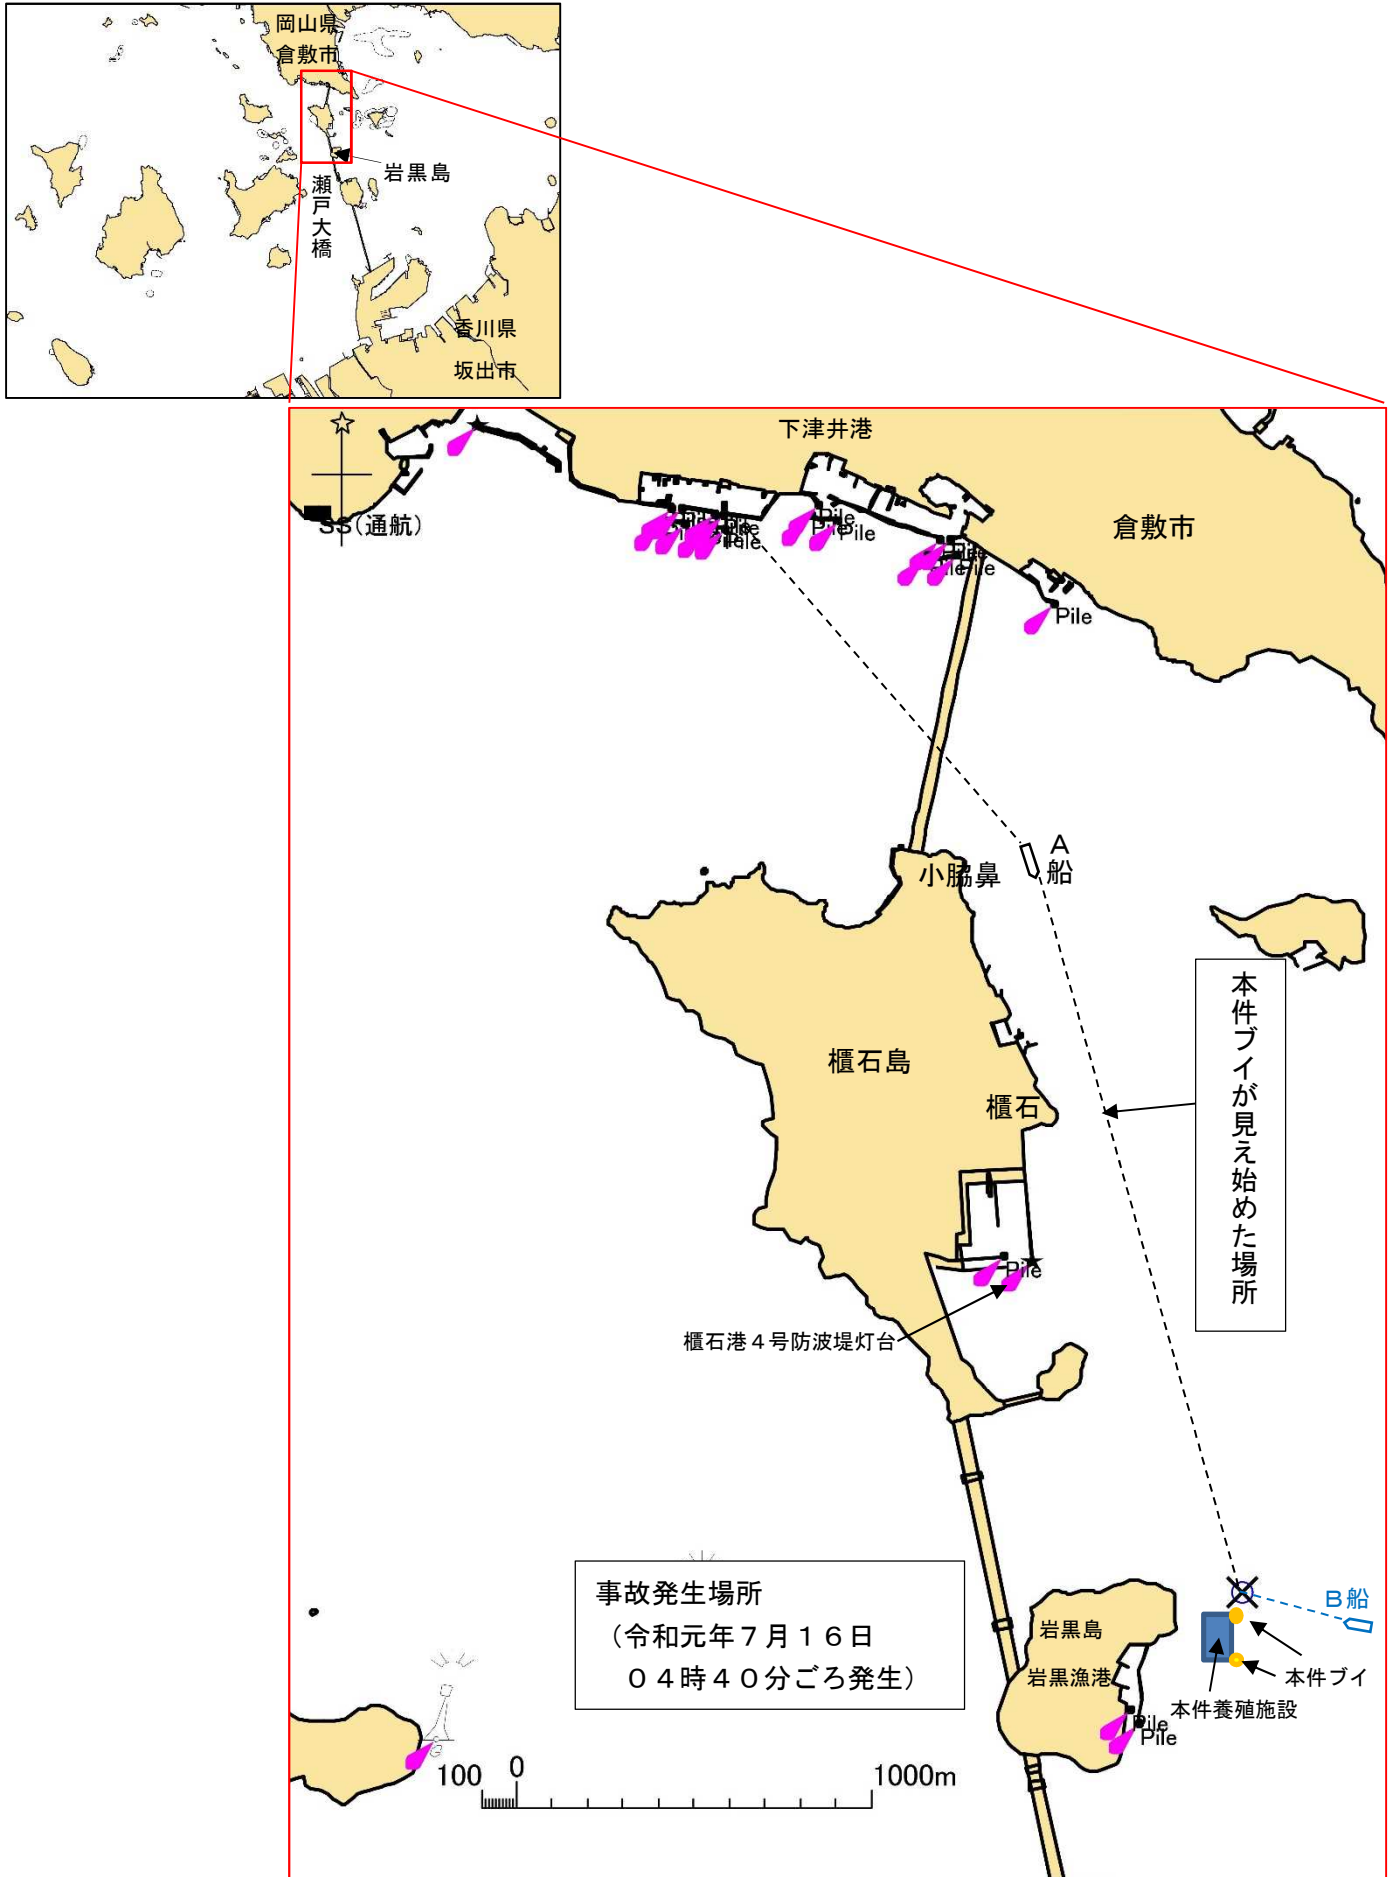 岡山県
倉敷市
岩黒島
瀬戸大橋
香川県
坂出市
下津井港
SS(通航)
Pile
Pile
Pile
Pile
Pile
倉敷市
Pile
A船
小脇鼻
本件ブイが見え始めた場所
櫃石島
櫃石
Pile
櫃石港４号防波堤灯台
事故発生場所
（令和元年７月１６日
０４時４０分ごろ発生）
岩黒島
岩黒漁港
B船
本件ブイ
本件養殖施設
Pile
Pile
100 0 1000m